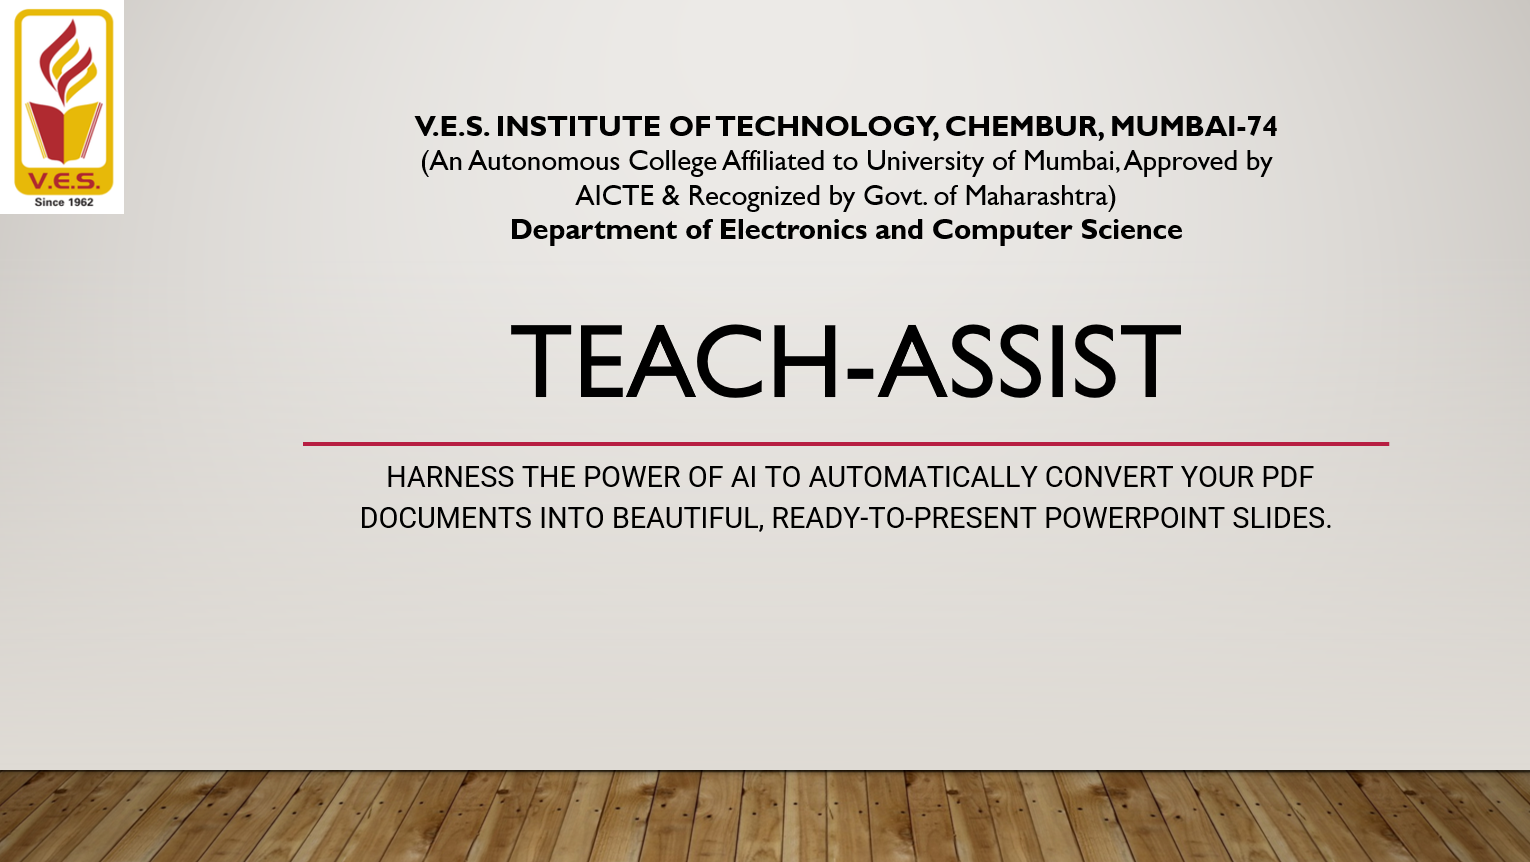 V.E.S.
Since 1962
V.E.S. INSTITUTE OF TECHNOLOGY, CHEMBUR, MUMBAI-74
(An Autonomous College Affiliated to University of Mumbai, Approved by
AICTE & Recognized by Govt. of Maharashtra)
Department of Electronics and Computer Science
TEACH-ASSIST
HARNESS THE POWER OF AI TO AUTOMATICALLY CONVERT YOUR PDF
DOCUMENTS INTO BEAUTIFUL, READY-TO-PRESENT POWERPOINT SLIDES.